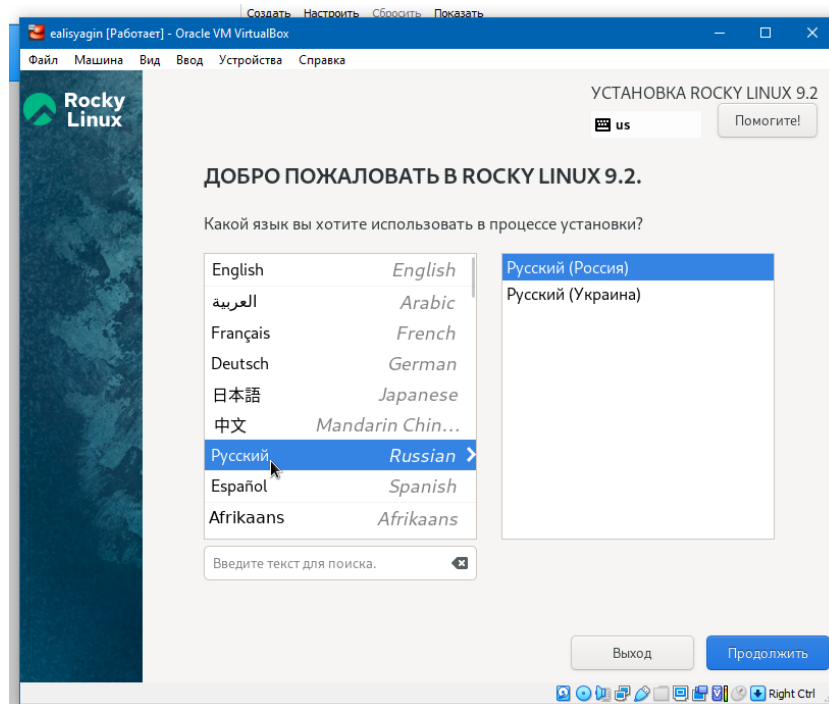 Создать Настроить Сбросить Показать
ealisyagin [Работает] - Oracle VM VirtualBox
Файл Машина Вид Ввод Устройства Справка
Rocky
Linux
УСТАНОВКА ROCKY LINUX 9.2
us
Помогите!
ДОБРО ПОЖАЛОВАТЬ В ROCKY LINUX 9.2.
Какой язык вы хотите использовать в процессе установки?
English English
العربية Arabic
Français French
Deutsch German
日本語 Japanese
中文 Mandarin Chin...
Русский Russian
Español Spanish
Afrikaans Afrikaans
Русский (Россия)
Русский (Украина)
Введите текст для поиска.
Выход Продолжить
Right Ctrl